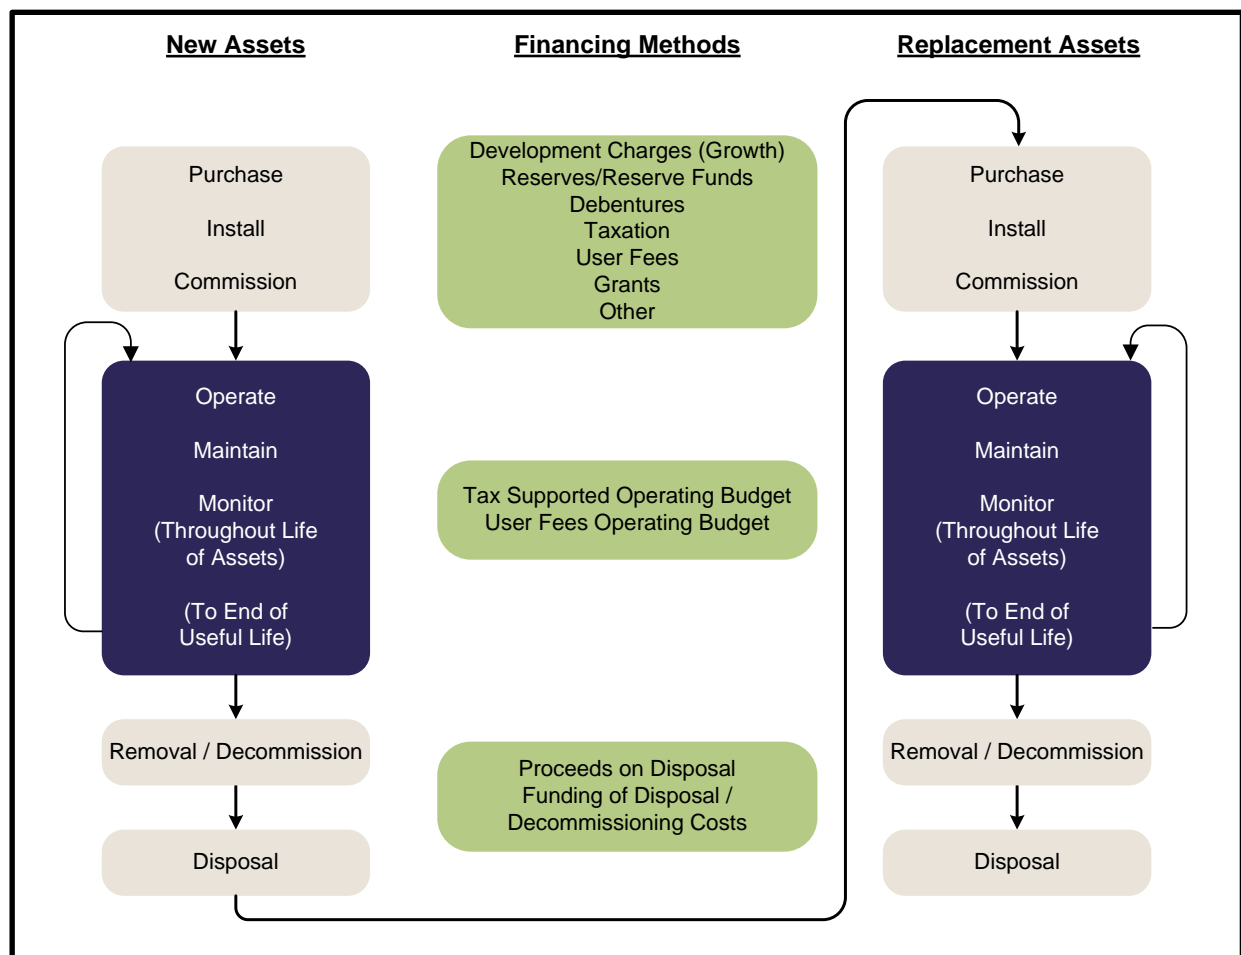 New Assets
Financing Methods
Replacement Assets
Purchase
Install
Commission
Development Charges (Growth)
Reserves/Reserve Funds
Debentures
Taxation
User Fees
Grants
Other
Purchase
Install
Commission
Operate
Maintain
Monitor
(Throughout Life
of Assets)
(To End of
Useful Life)
Tax Supported Operating Budget
User Fees Operating Budget
Operate
Maintain
Monitor
(Throughout Life
of Assets)
(To End of
Useful Life)
Removal / Decommission
Proceeds on Disposal
Funding of Disposal /
Decommissioning Costs
Removal / Decommission
Disposal
Disposal